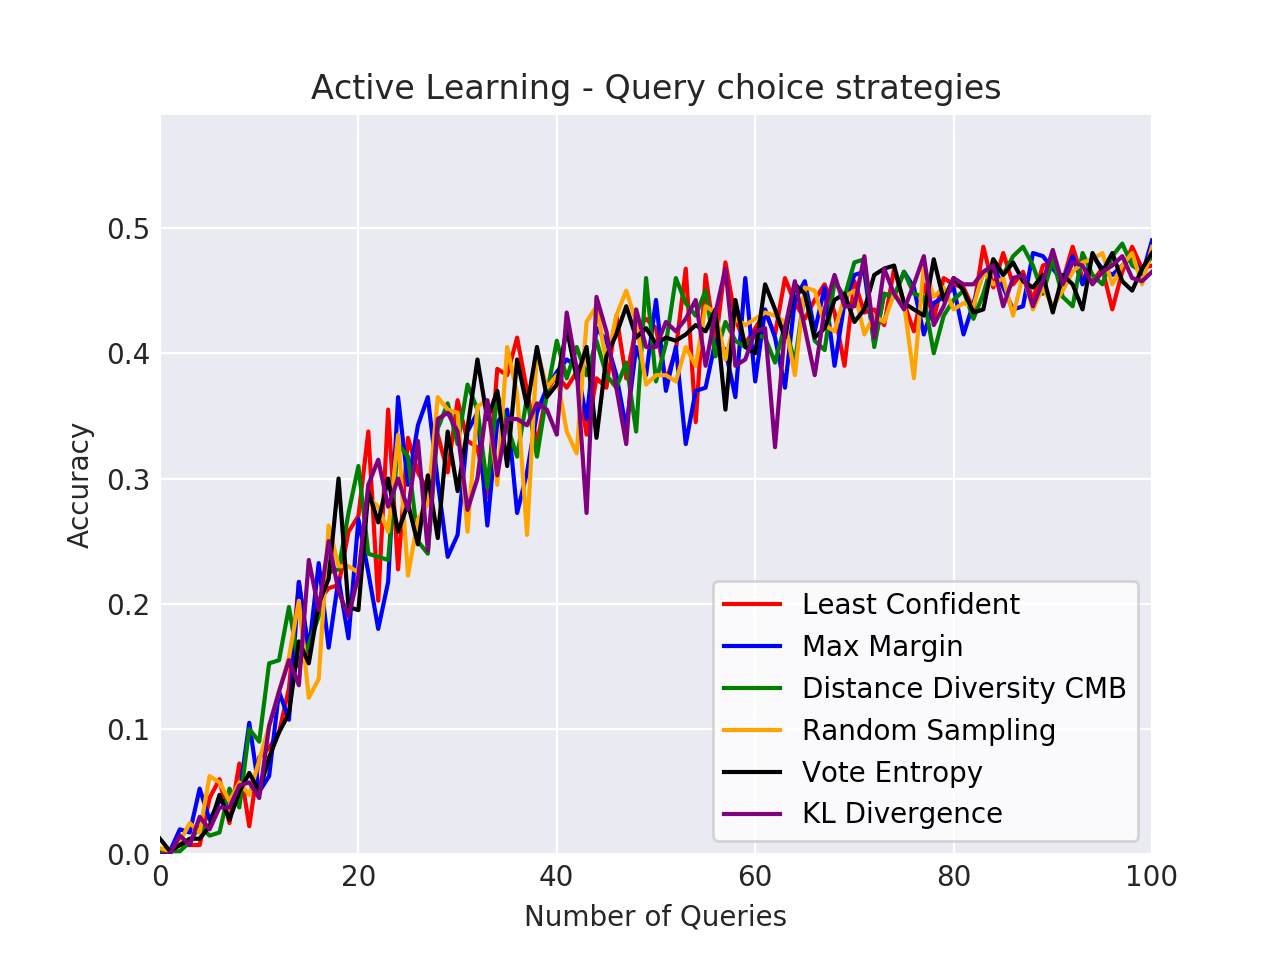 Active Learning - Query choice strategies
0.5
0.4
0.3
0.2
0.1
0.0
Accuracy
Least Confident
Max Margin
Distance Diversity CMB
Random Sampling
Vote Entropy
KL Divergence
0 20 40 60 80 100
Number of Queries